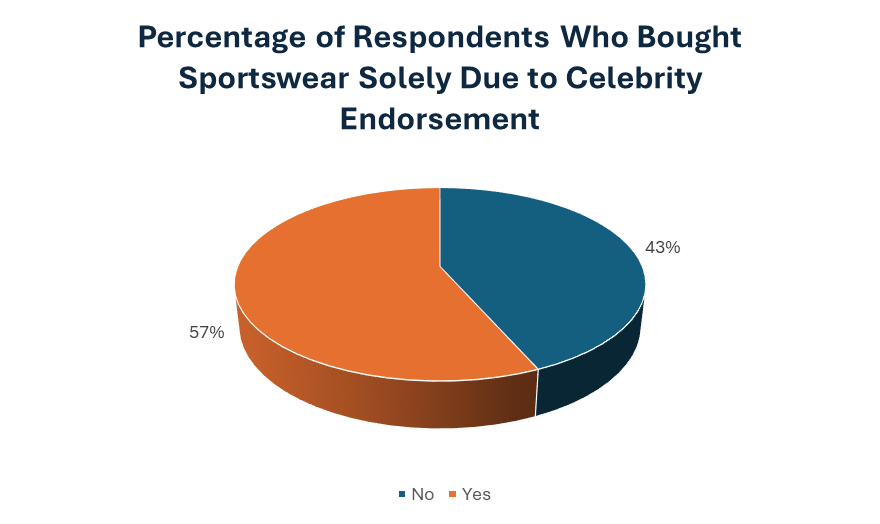 Percentage of Respondents Who Bought
Sportswear Solely Due to Celebrity
Endorsement
43%
57%
No Yes